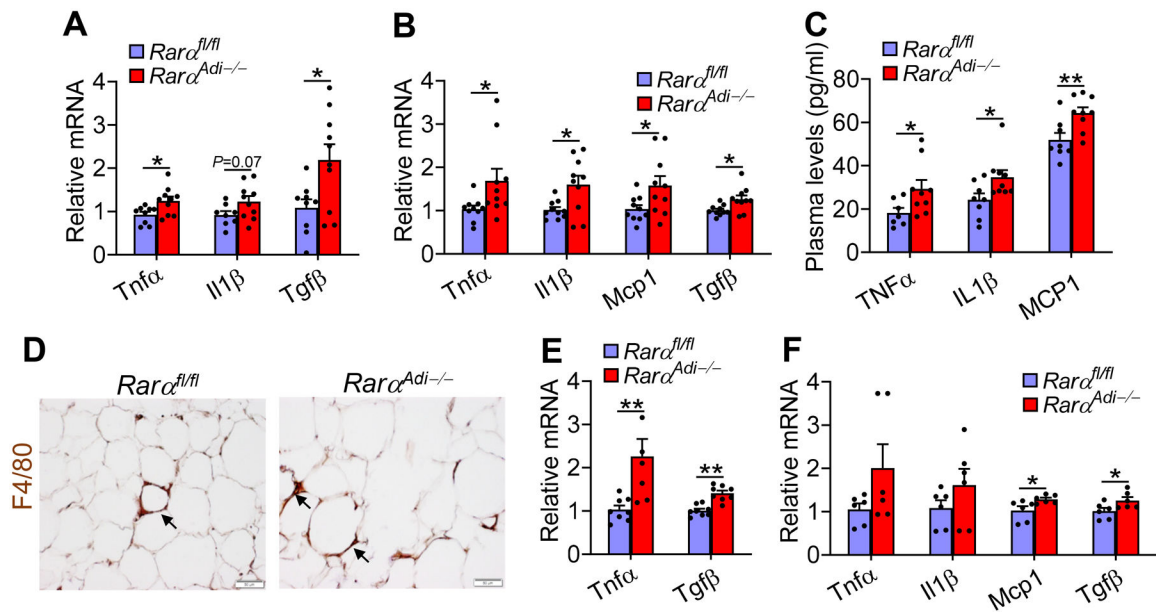 A
Rarα^fl/fl
Rarα^Adi−/−
Relative mRNA
4
3
2
1
0
*
P=0.07
*
Tnfα
Il1β
Tgfβ
B
Rarα^fl/fl
Rarα^Adi−/−
Relative mRNA
4
3
2
1
0
*
*
*
*
Tnfα
Il1β
Mcp1
Tgfβ
C
Rarα^fl/fl
Rarα^Adi−/−
Plasma levels (pg/ml)
80
60
40
20
0
*
*
**
TNFα
IL1β
MCP1
D
Rarα^fl/fl
Rarα^Adi−/−
F4/80
E
Rarα^fl/fl
Rarα^Adi−/−
Relative mRNA
4
3
2
1
0
**
**
Tnfα
Tgfβ
F
Rarα^fl/fl
Rarα^Adi−/−
Relative mRNA
4
3
2
1
0
*
*
Tnfα
Il1β
Mcp1
Tgfβ